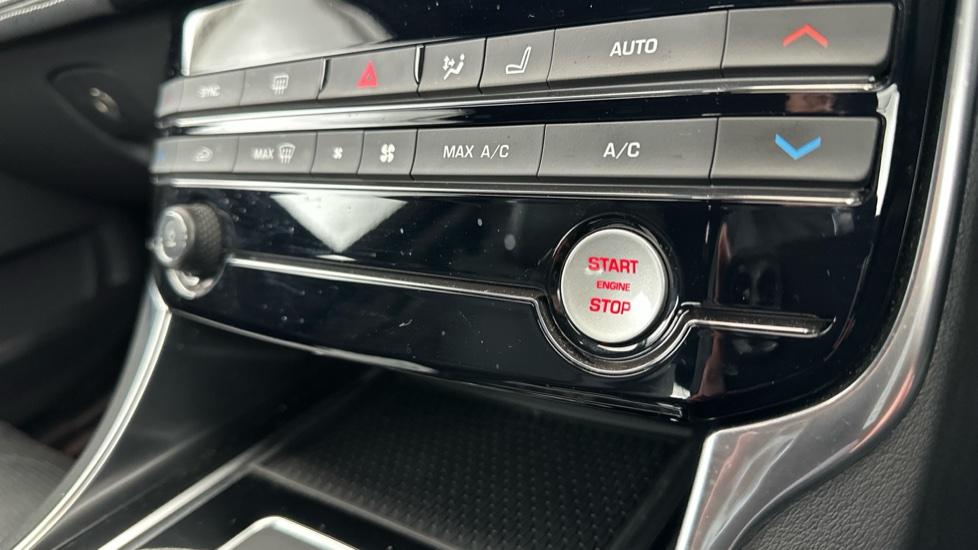 SYNC
AUTO
MAX
MAX A/C
A/C
START
ENGINE
STOP